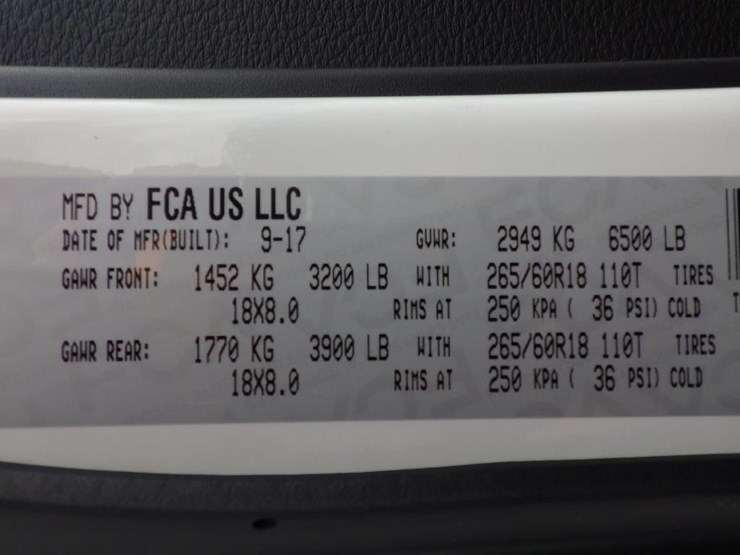 MFD BY FCA US LLC
DATE OF MFR(BUILT): 9-17 GVWR: 2949 KG 6500 LB
GAWR FRONT: 1452 KG 3200 LB WITH 265/60R18 110T TIRES
18X8.0 RIMS AT 250 KPA ( 36 PSI) COLD
GAWR REAR: 1770 KG 3900 LB WITH 265/60R18 110T TIRES
18X8.0 RIMS AT 250 KPA ( 36 PSI) COLD